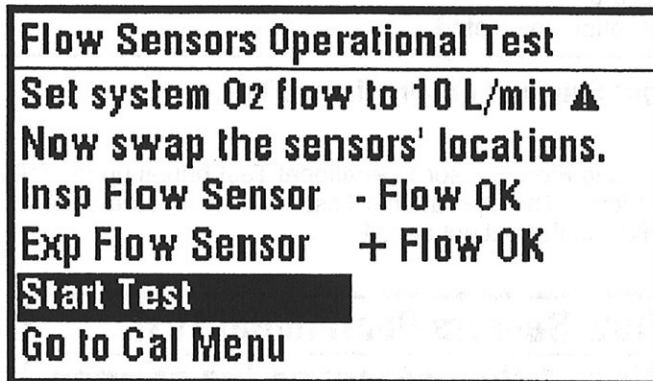 Flow Sensors Operational Test
Set system O2 flow to 10 L/min ⚠
Now swap the sensors' locations.
Insp Flow Sensor - Flow OK
Exp Flow Sensor + Flow OK
Start Test
Go to Cal Menu